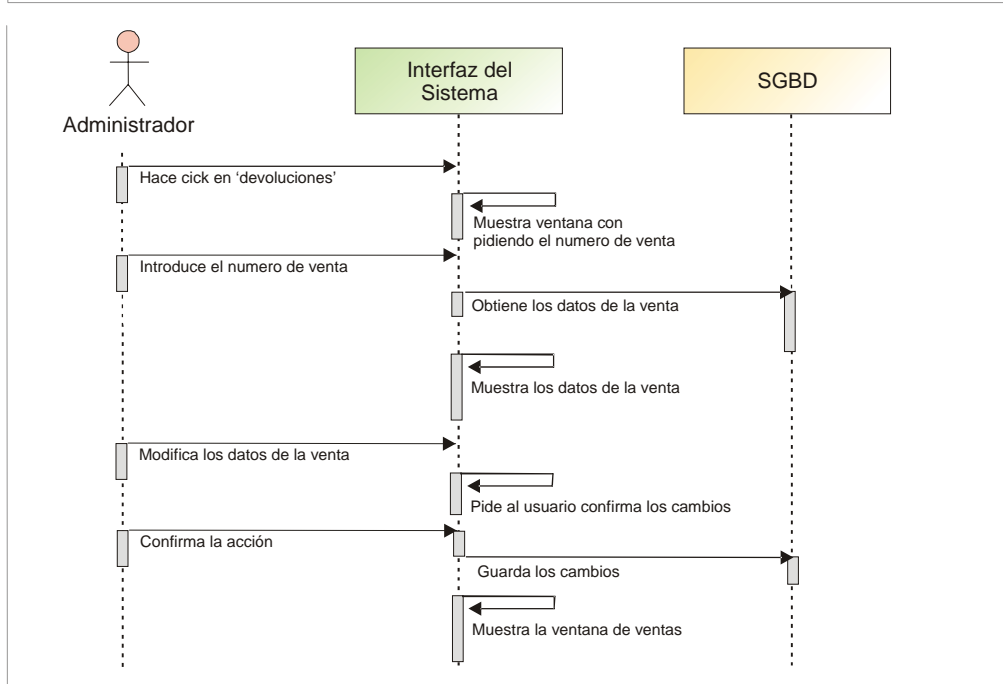 Interfaz del
Sistema
SGBD
Administrador
Hace cick en ‘devoluciones’
Muestra ventana con
pidiendo el numero de venta
Introduce el numero de venta
Obtiene los datos de la venta
Muestra los datos de la venta
Modifica los datos de la venta
Pide al usuario confirma los cambios
Confirma la acción
Guarda los cambios
Muestra la ventana de ventas